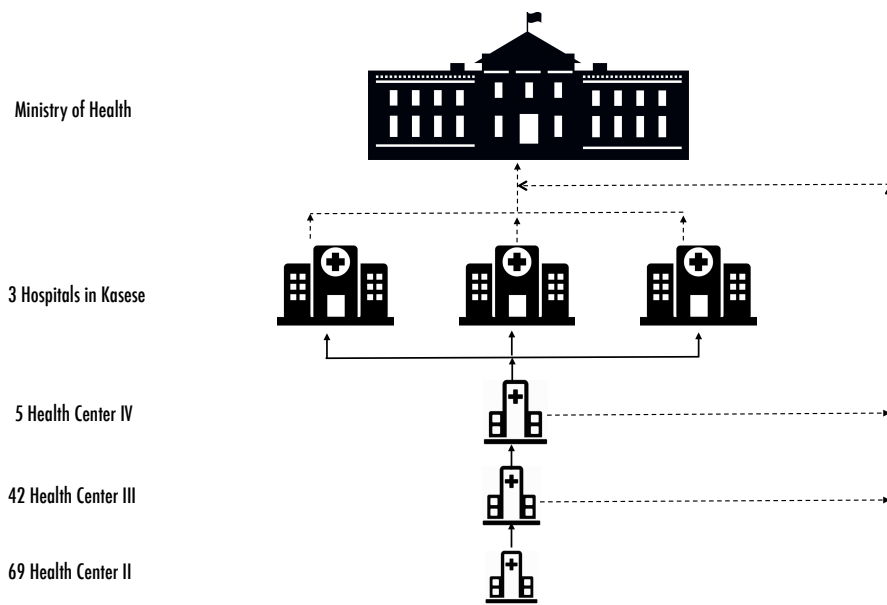 Ministry of Health
3 Hospitals in Kasese
5 Health Center IV
42 Health Center III
69 Health Center II